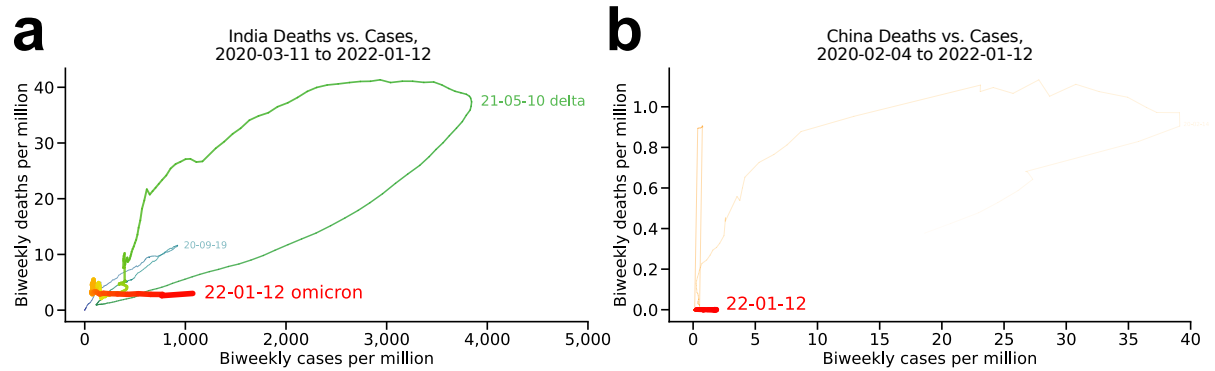 a
India Deaths vs. Cases,
2020-03-11 to 2022-01-12
Biweekly deaths per million
40
30
20
10
0
21-05-10 delta
20-09-19
22-01-12 omicron
0
1,000
2,000
3,000
4,000
5,000
Biweekly cases per million
b
China Deaths vs. Cases,
2020-02-04 to 2022-01-12
Biweekly deaths per million
1.0
0.8
0.6
0.4
0.2
0.0
22-01-12
0
5
10
15
20
25
30
35
40
Biweekly cases per million